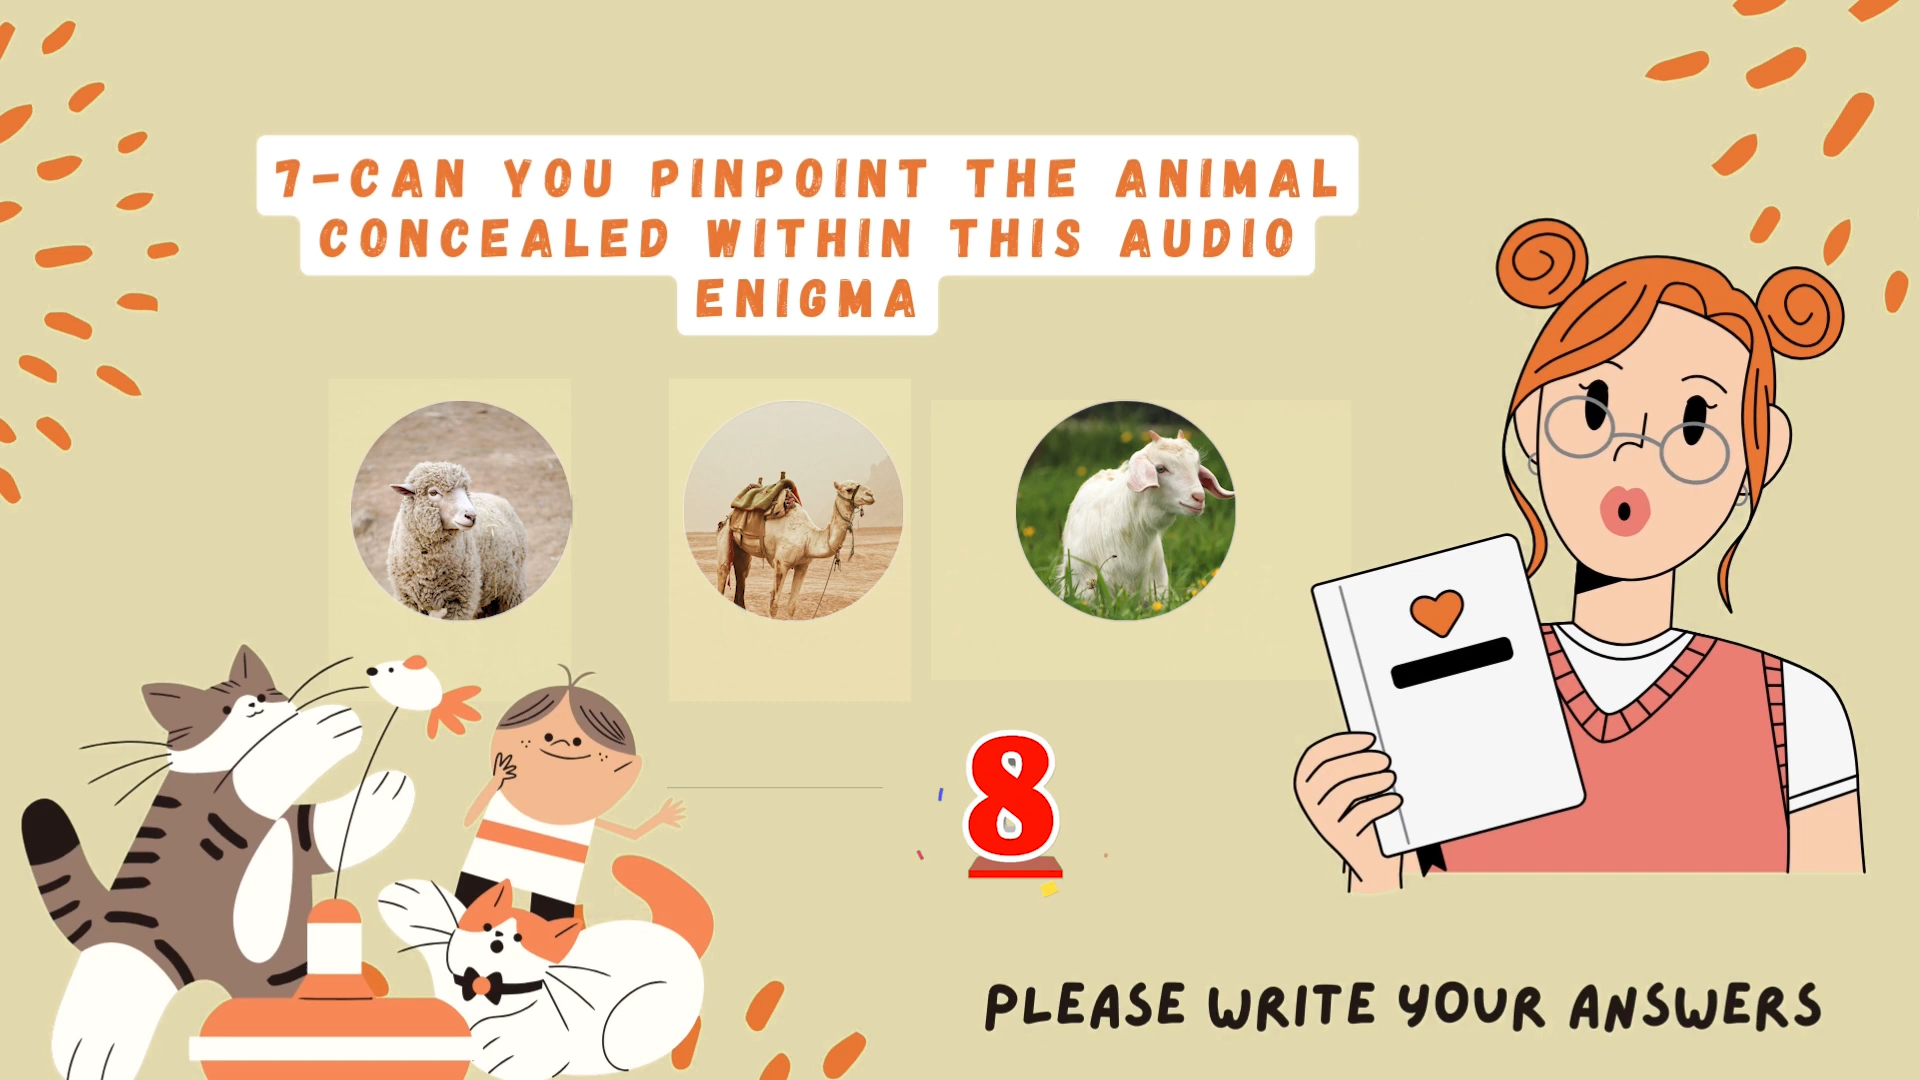 7-CAN YOU PINPOINT THE ANIMAL
CONCEALED WITHIN THIS AUDIO
ENIGMA
8
PLEASE WRITE YOUR ANSWERS